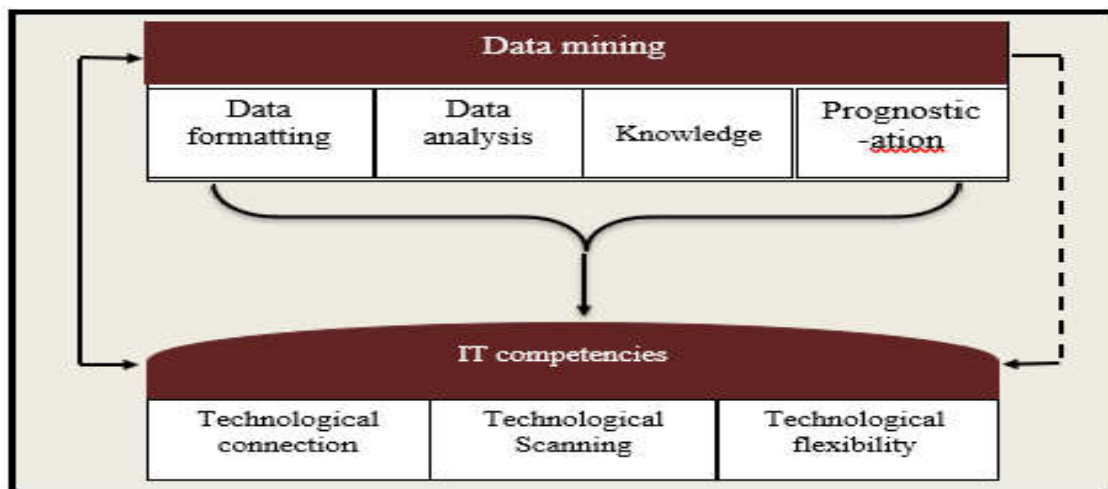 Data mining
Data
formatting
Data
analysis
Knowledge
Prognostic
-ation
IT competencies
Technological
connection
Technological
Scanning
Technological
flexibility